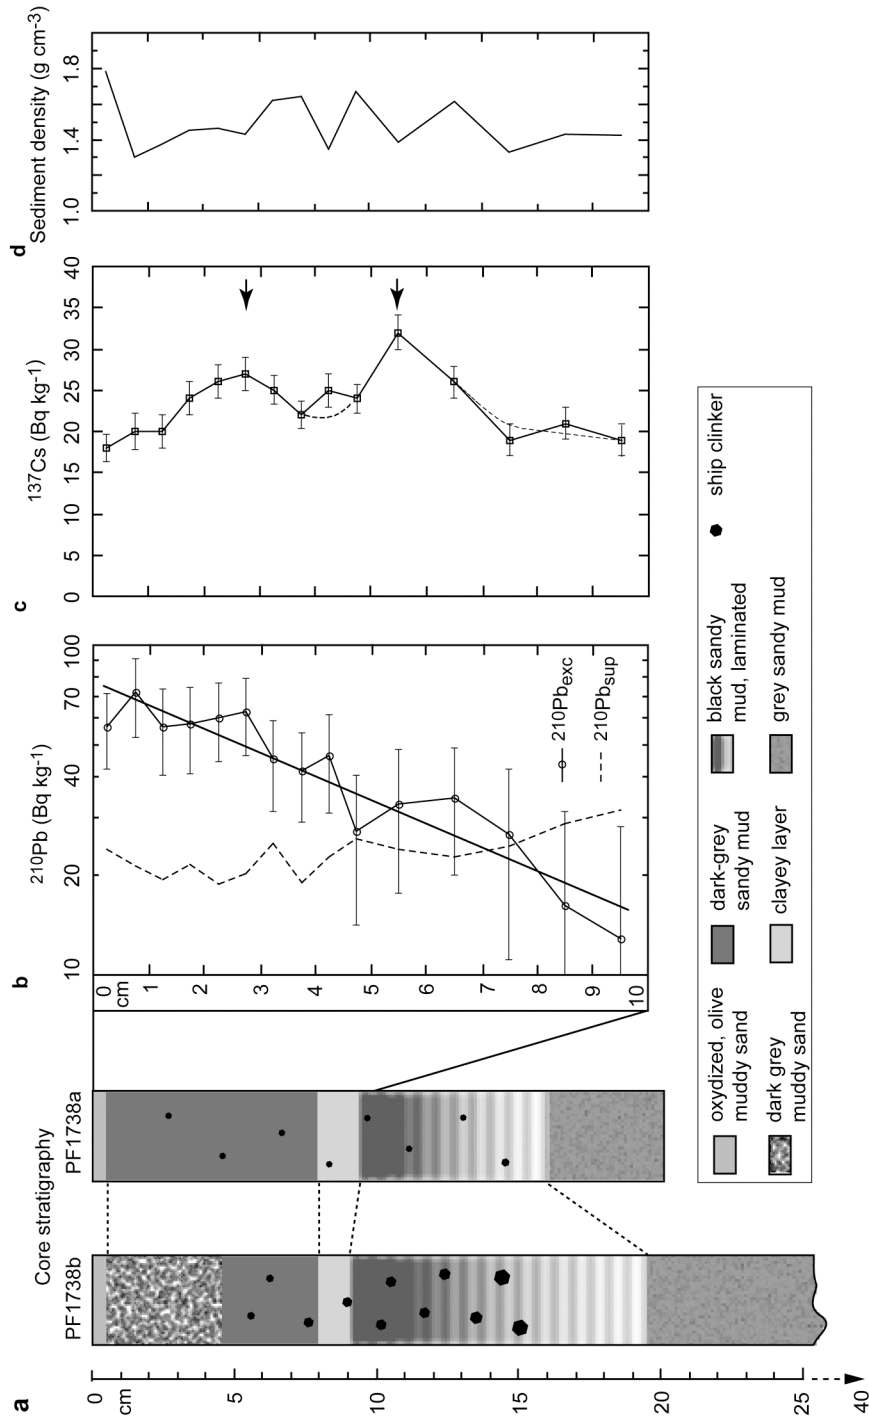 a
Core stratigraphy
PF1738b
PF1738a
0
cm
5
10
15
20
25
40
b
210Pb (Bq kg-1)
10
20
40
70
100
0
cm
1
2
3
4
5
6
7
8
9
10
210Pbexc
210Pbsup
c
137Cs (Bq kg-1)
0
5
10
15
20
25
30
35
40
d
Sediment density (g cm-3)
1.0
1.4
1.8
oxydized, olive
muddy sand
dark grey
muddy sand
dark-grey
sandy mud
clayey layer
black sandy
mud, laminated
grey sandy mud
ship clinker